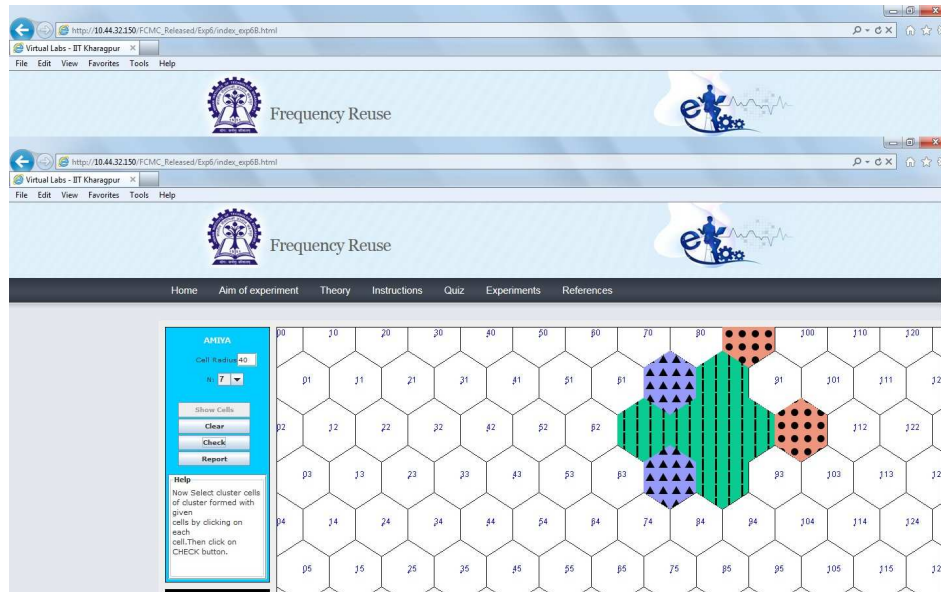 http://10.44.32.150/FCMC_Released/Exp6/index_exp6B.html
Virtual Labs - IIT Kharagpur
File Edit View Favorites Tools Help
Frequency Reuse
http://10.44.32.150/FCMC_Released/Exp6/index_exp6B.html
Virtual Labs - IIT Kharagpur
File Edit View Favorites Tools Help
Frequency Reuse
Home Aim of experiment Theory Instructions Quiz Experiments References
AMIYA
Cell Radius 40
N: 7
Show Cells
Clear
Check
Report
Help
Now Select cluster cells
of cluster formed with
given
cells by clicking on
each
cell.Then click on
CHECK button.
00 10 20 30 40 50 60 70 80 100 110 120
01 11 21 31 41 51 61 91 101 111 12
02 12 22 32 42 52 62 112 122
03 13 23 33 43 53 63 93 103 113 12
04 14 24 34 44 54 64 74 84 94 104 114 124
05 15 25 35 45 55 65 75 85 95 105 115 12